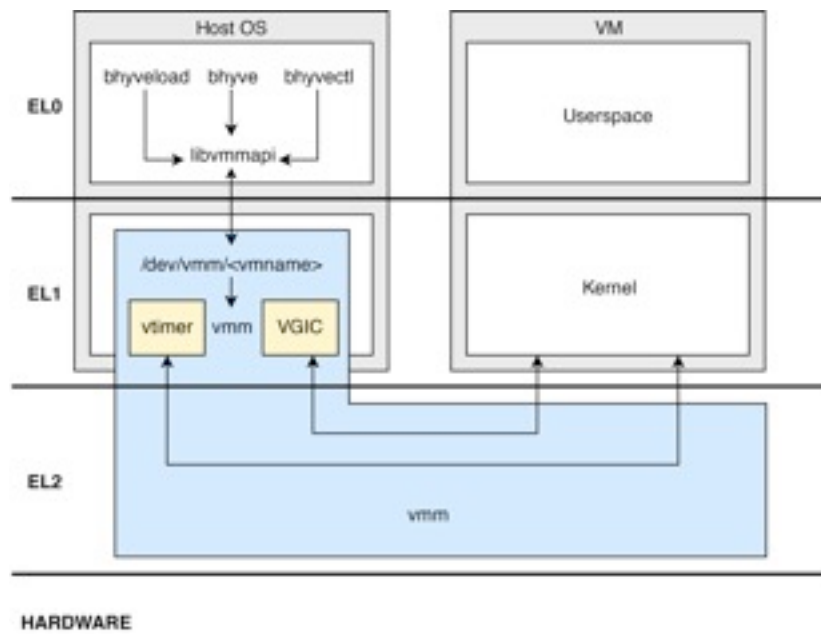 Host OS
VM
bhyveload bhyve bhyvectl
EL0
Userspace
libvmmapi
/dev/vmm/<vmname>
EL1
Kernel
vtimer vmm VGIC
EL2
vmm
HARDWARE